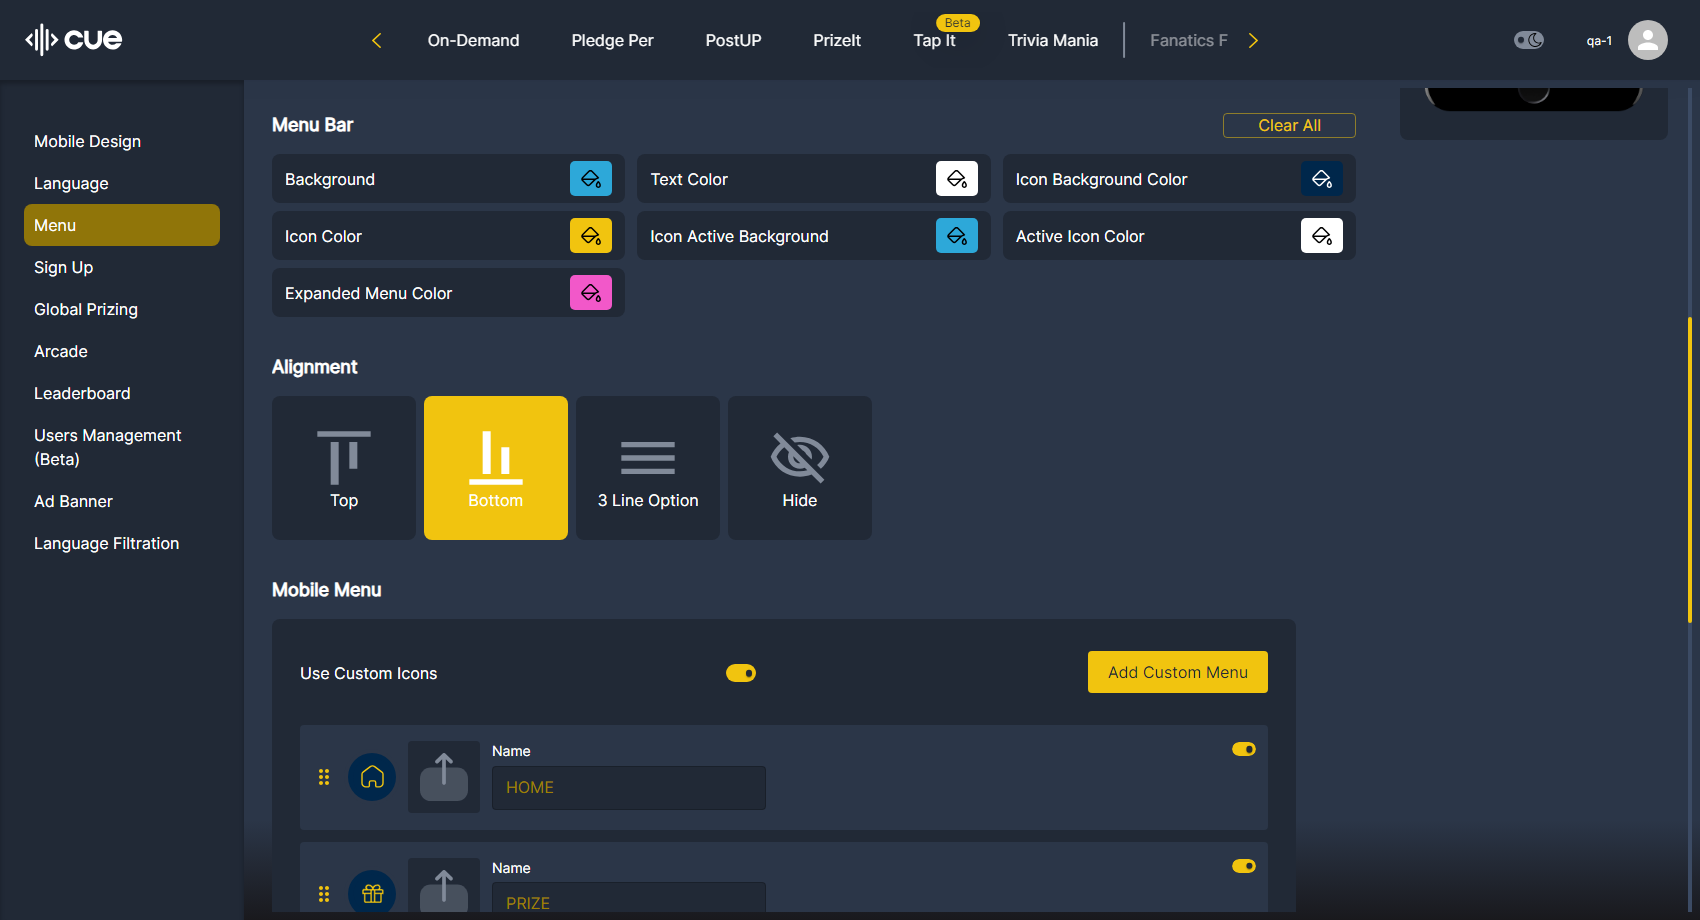 cue
On-Demand
Pledge Per
PostUP
PrizeIt
Beta
Tap It
Trivia Mania
Fanatics F
qa-1
Mobile Design
Language
Menu
Sign Up
Global Prizing
Arcade
Leaderboard
Users Management
(Beta)
Ad Banner
Language Filtration
Menu Bar
Clear All
Background
Text Color
Icon Background Color
Icon Color
Icon Active Background
Active Icon Color
Expanded Menu Color
Alignment
Top
Bottom
3 Line Option
Hide
Mobile Menu
Use Custom Icons
Add Custom Menu
Name
HOME
Name
PRIZE